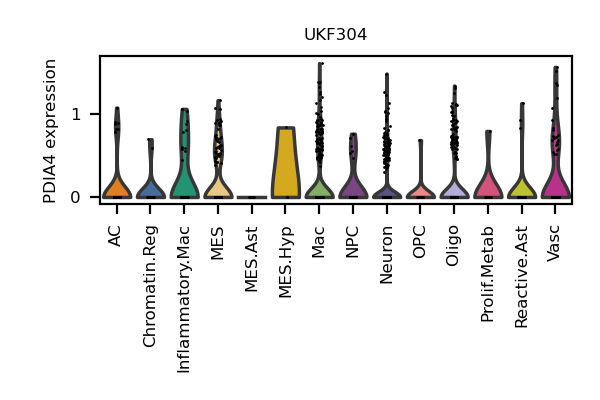 UKF304
PDIA4 expression
1
0
AC
Chromatin.Reg
Inflammatory.Mac
MES
MES.Ast
MES.Hyp
Mac
NPC
Neuron
OPC
Oligo
Prolif.Metab
Reactive.Ast
Vasc